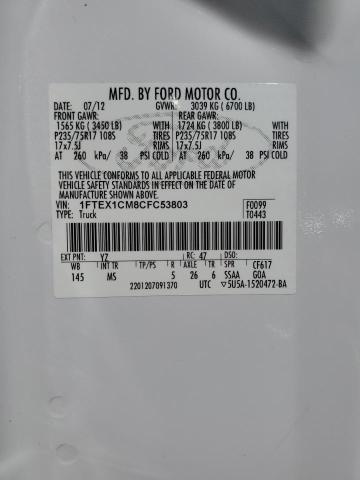 MFD. BY FORD MOTOR CO.
DATE: 07/12 GVWR: 3039 KG ( 6700 LB)
FRONT GAWR: REAR GAWR:
1565 KG ( 3450 LB) WITH 1724 KG ( 3800 LB) WITH
P235/75R17 108S TIRES P235/75R17 108S TIRES
17x7.5J RIMS 17x7.5J RIMS
AT 260 kPa/ 38 PSI COLD AT 260 kPa/ 38 PSI COLD
THIS VEHICLE CONFORMS TO ALL APPLICABLE FEDERAL MOTOR
VEHICLE SAFETY STANDARDS IN EFFECT ON THE DATE OF MANUFACTURE
SHOWN ABOVE.
VIN: 1FTEX1CM8CFC53803 F0099
TYPE: Truck T0443
EXT PNT: YZ RC: 47 DSO:
WB INT TR TP/PS R AXLE TR SPR CF617
145 MS 5 26 6 SSAA GOA
2201207091370 UTC ▽5U5A-1520472-BA